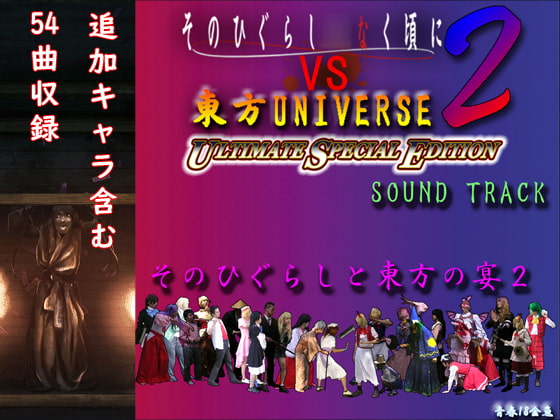 追加キャラ含む
54曲収録
そのひぐらし なく頃に
VS
東方UNIVERSE 2
ULTIMATE SPECIAL EDITION
SOUND TRACK
そのひぐらしと東方の宴2